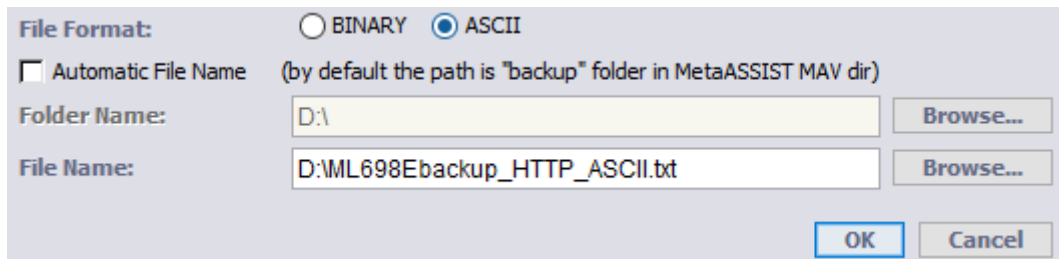 File Format: BINARY ASCII
Automatic File Name (by default the path is "backup" folder in MetaASSIST MAV dir)
Folder Name: D:\ Browse...
File Name: D:\ML698Ebackup_HTTP_ASCII.txt Browse...
OK Cancel